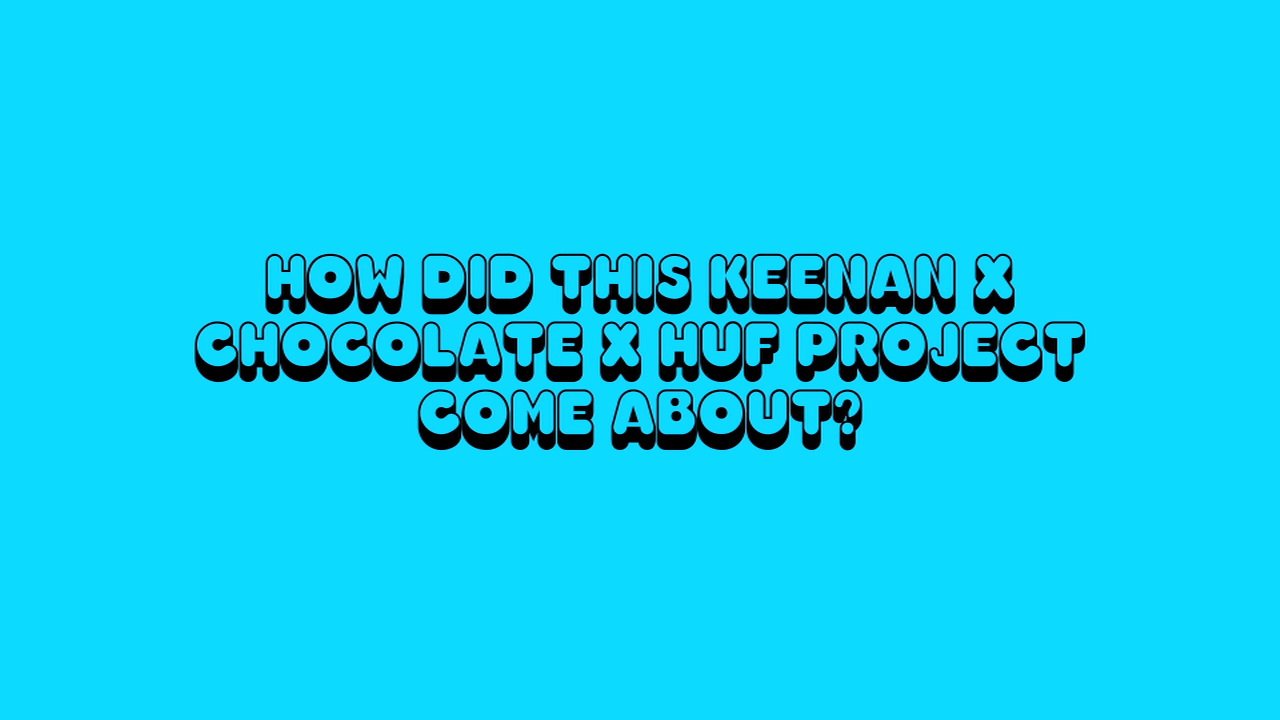 HOW DID THIS KEENAN X
CHOCOLATE X HUF PROJECT
COME ABOUT?